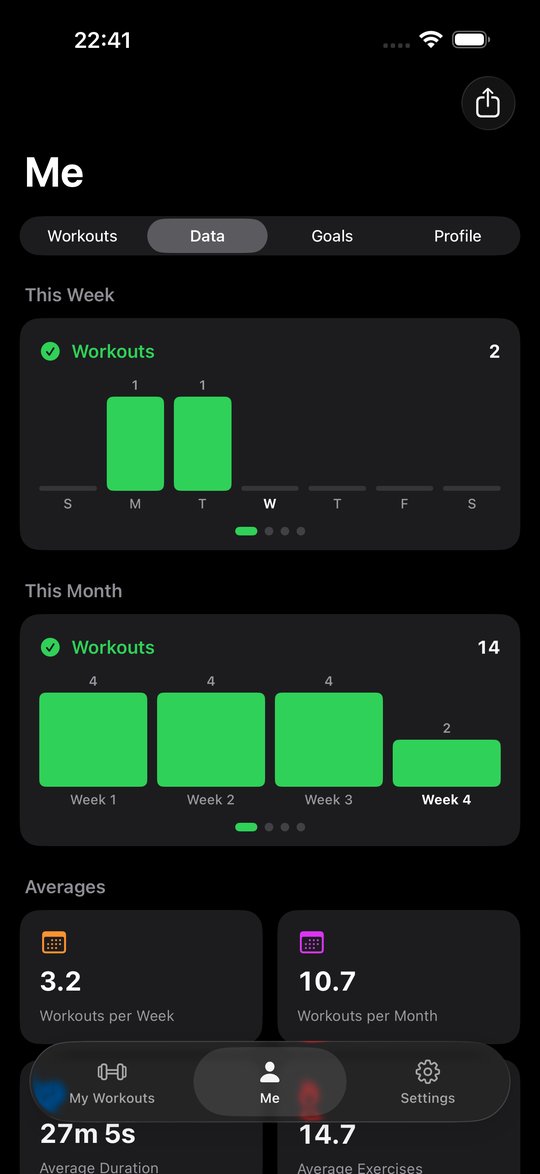 22:41
Me
Workouts Data Goals Profile
This Week
Workouts 2
1 1
S M T W T F S
This Month
Workouts 14
4 4 4 2
Week 1 Week 2 Week 3 Week 4
Averages
3.2 10.7
Workouts per Week Workouts per Month
My Workouts Me Settings
27m 5s 14.7
Average Duration Average Exercises